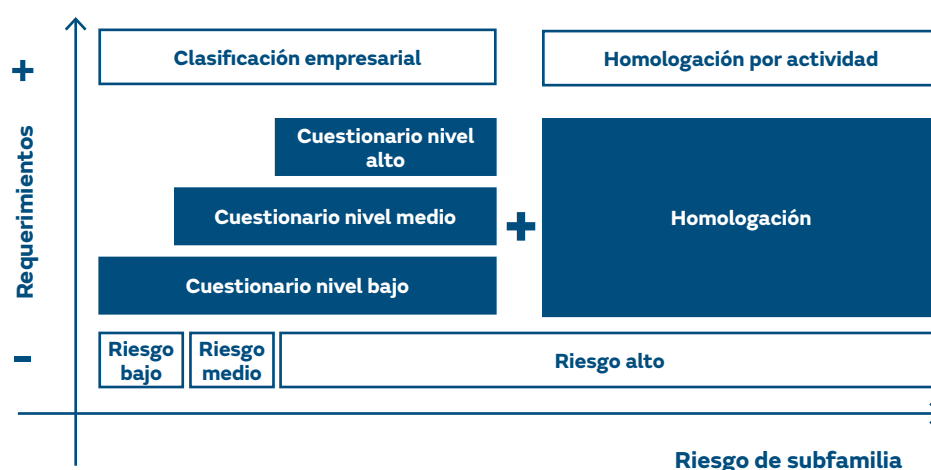 Clasificación empresarial
Homologación por actividad
+
Requerimientos
-
Cuestionario nivel
alto
Cuestionario nivel medio
Cuestionario nivel bajo
+
Homologación
Riesgo
bajo
Riesgo
medio
Riesgo alto
Riesgo de subfamilia